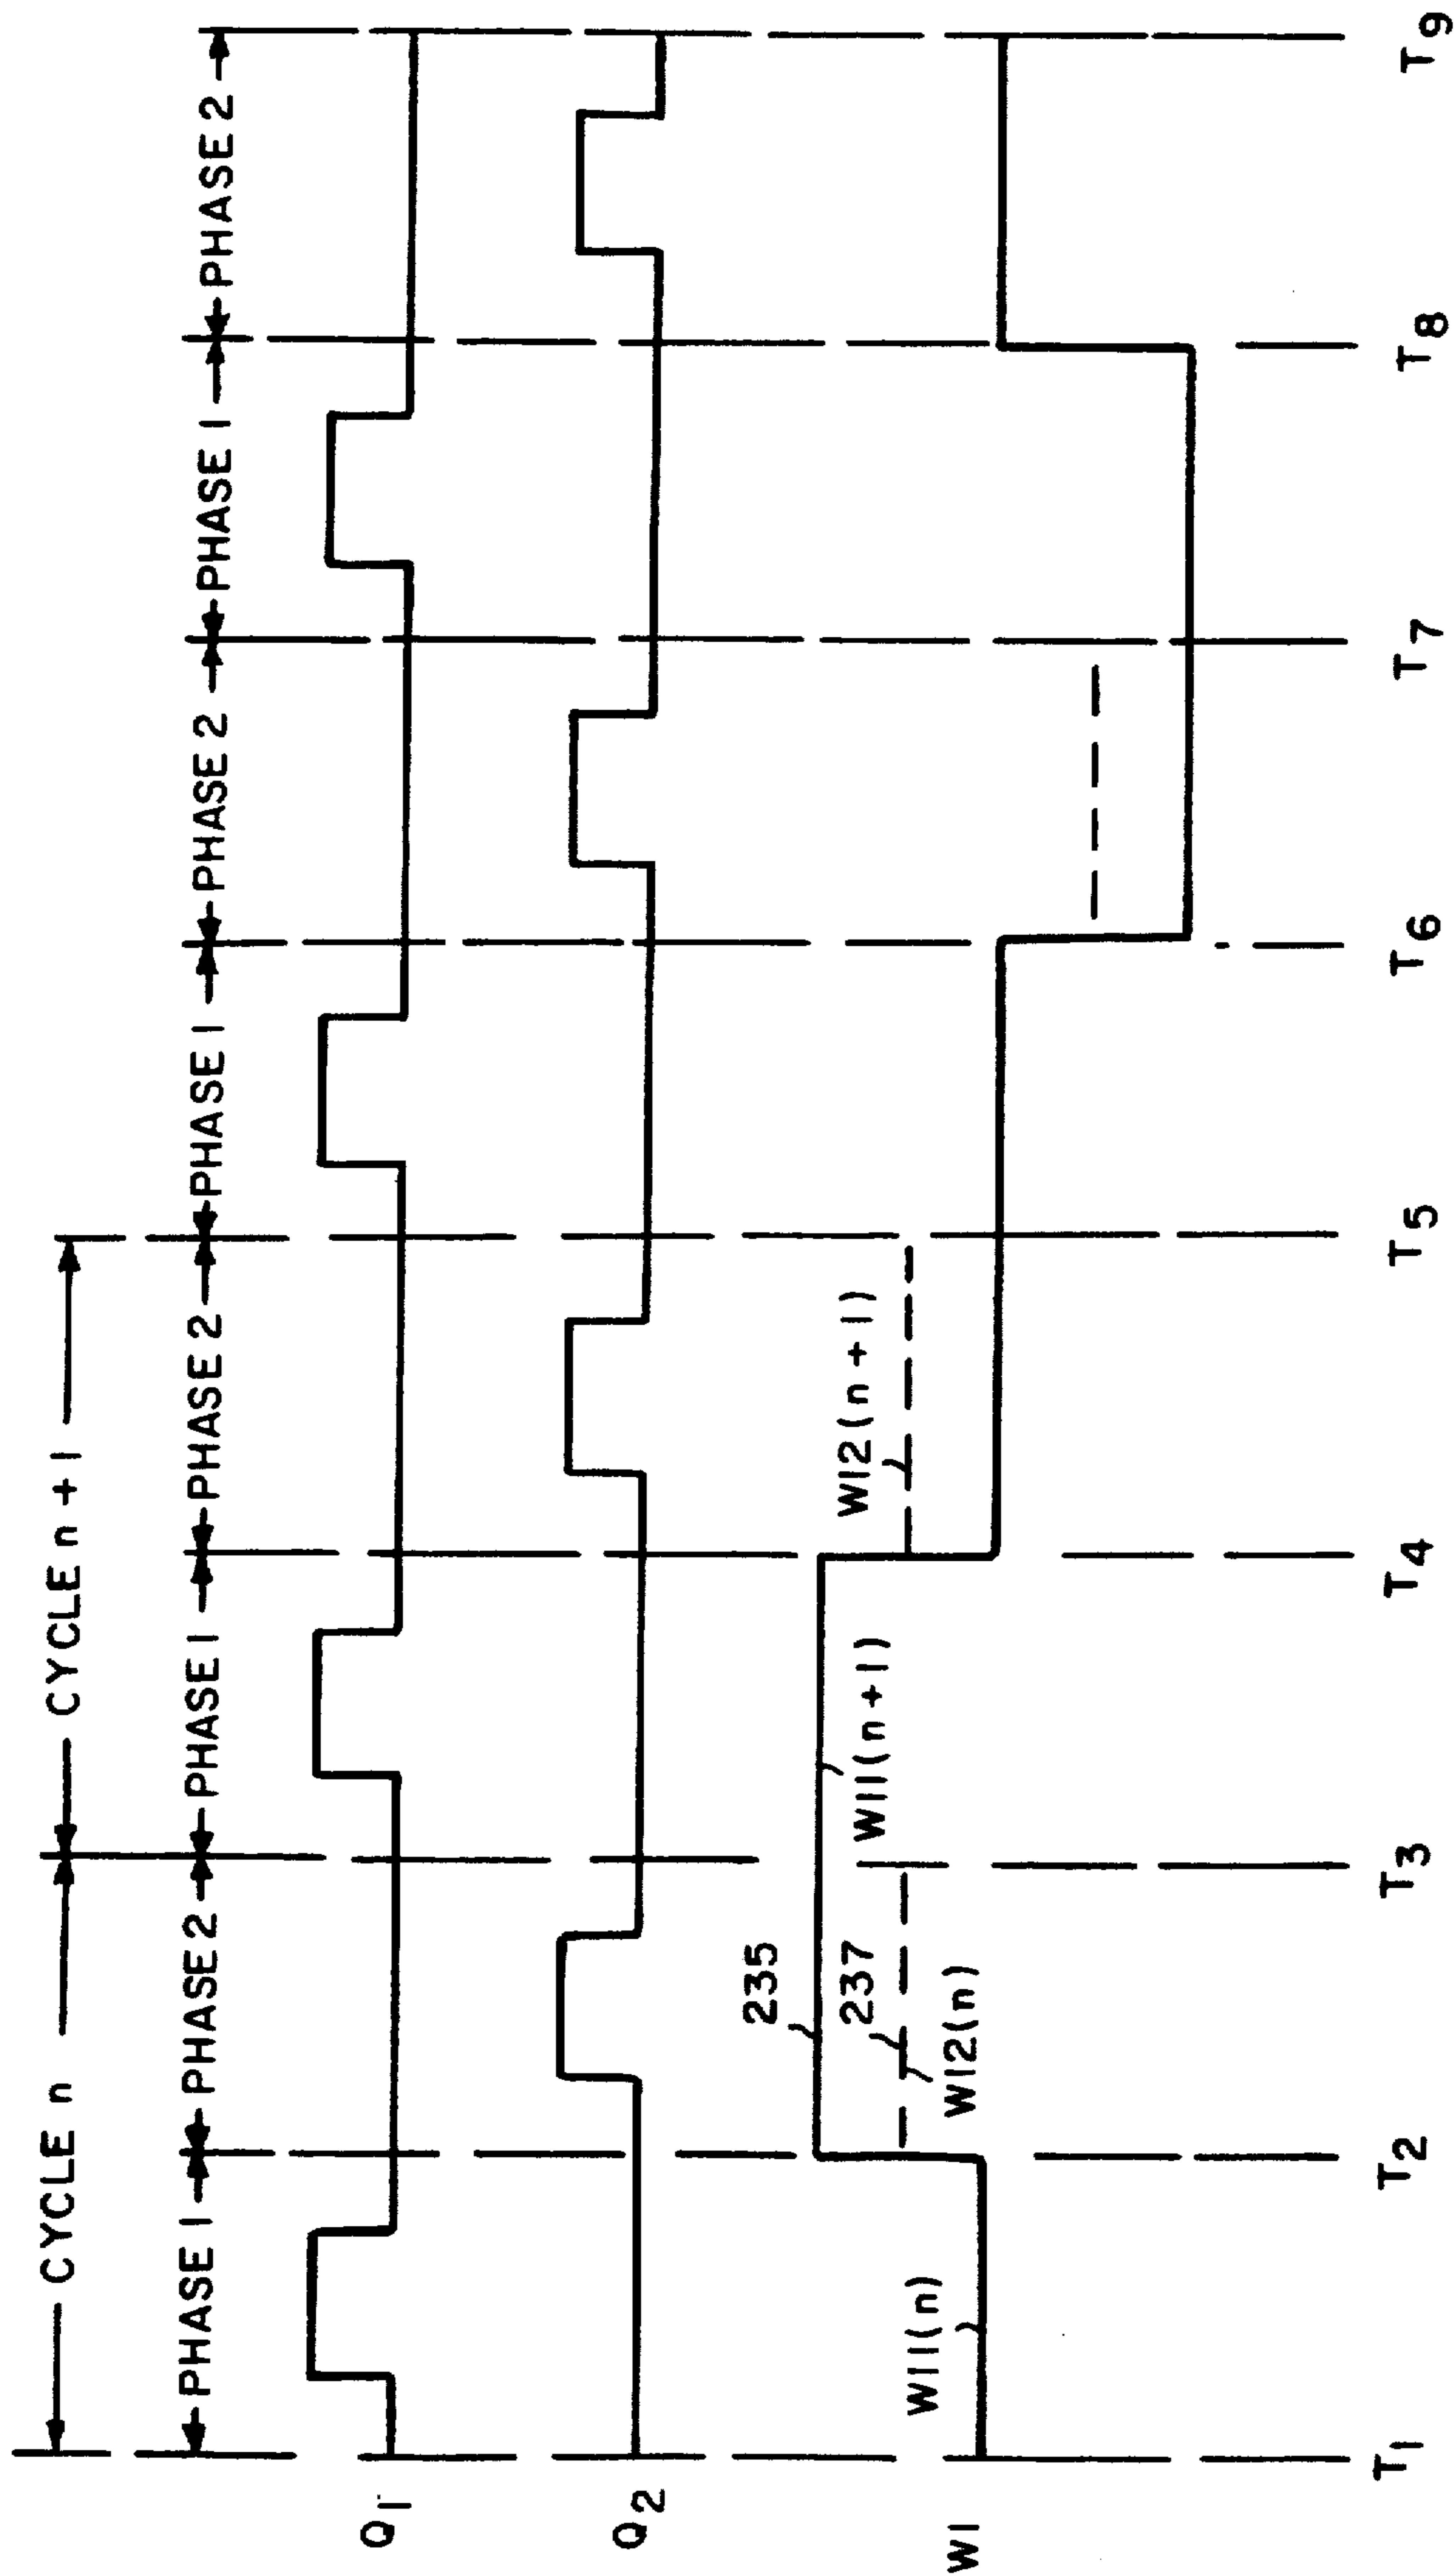 CYCLE n CYCLE n + 1
PHASE 1 PHASE 2 PHASE 1 PHASE 2 PHASE 1 PHASE 2 PHASE 1 PHASE 2
Q1
Q2
235
237
W12(n+1)
W11(n)
W12(n)
W11(n+1)
W1
T1 T2 T3 T4 T5 T6 T7 T8 T9